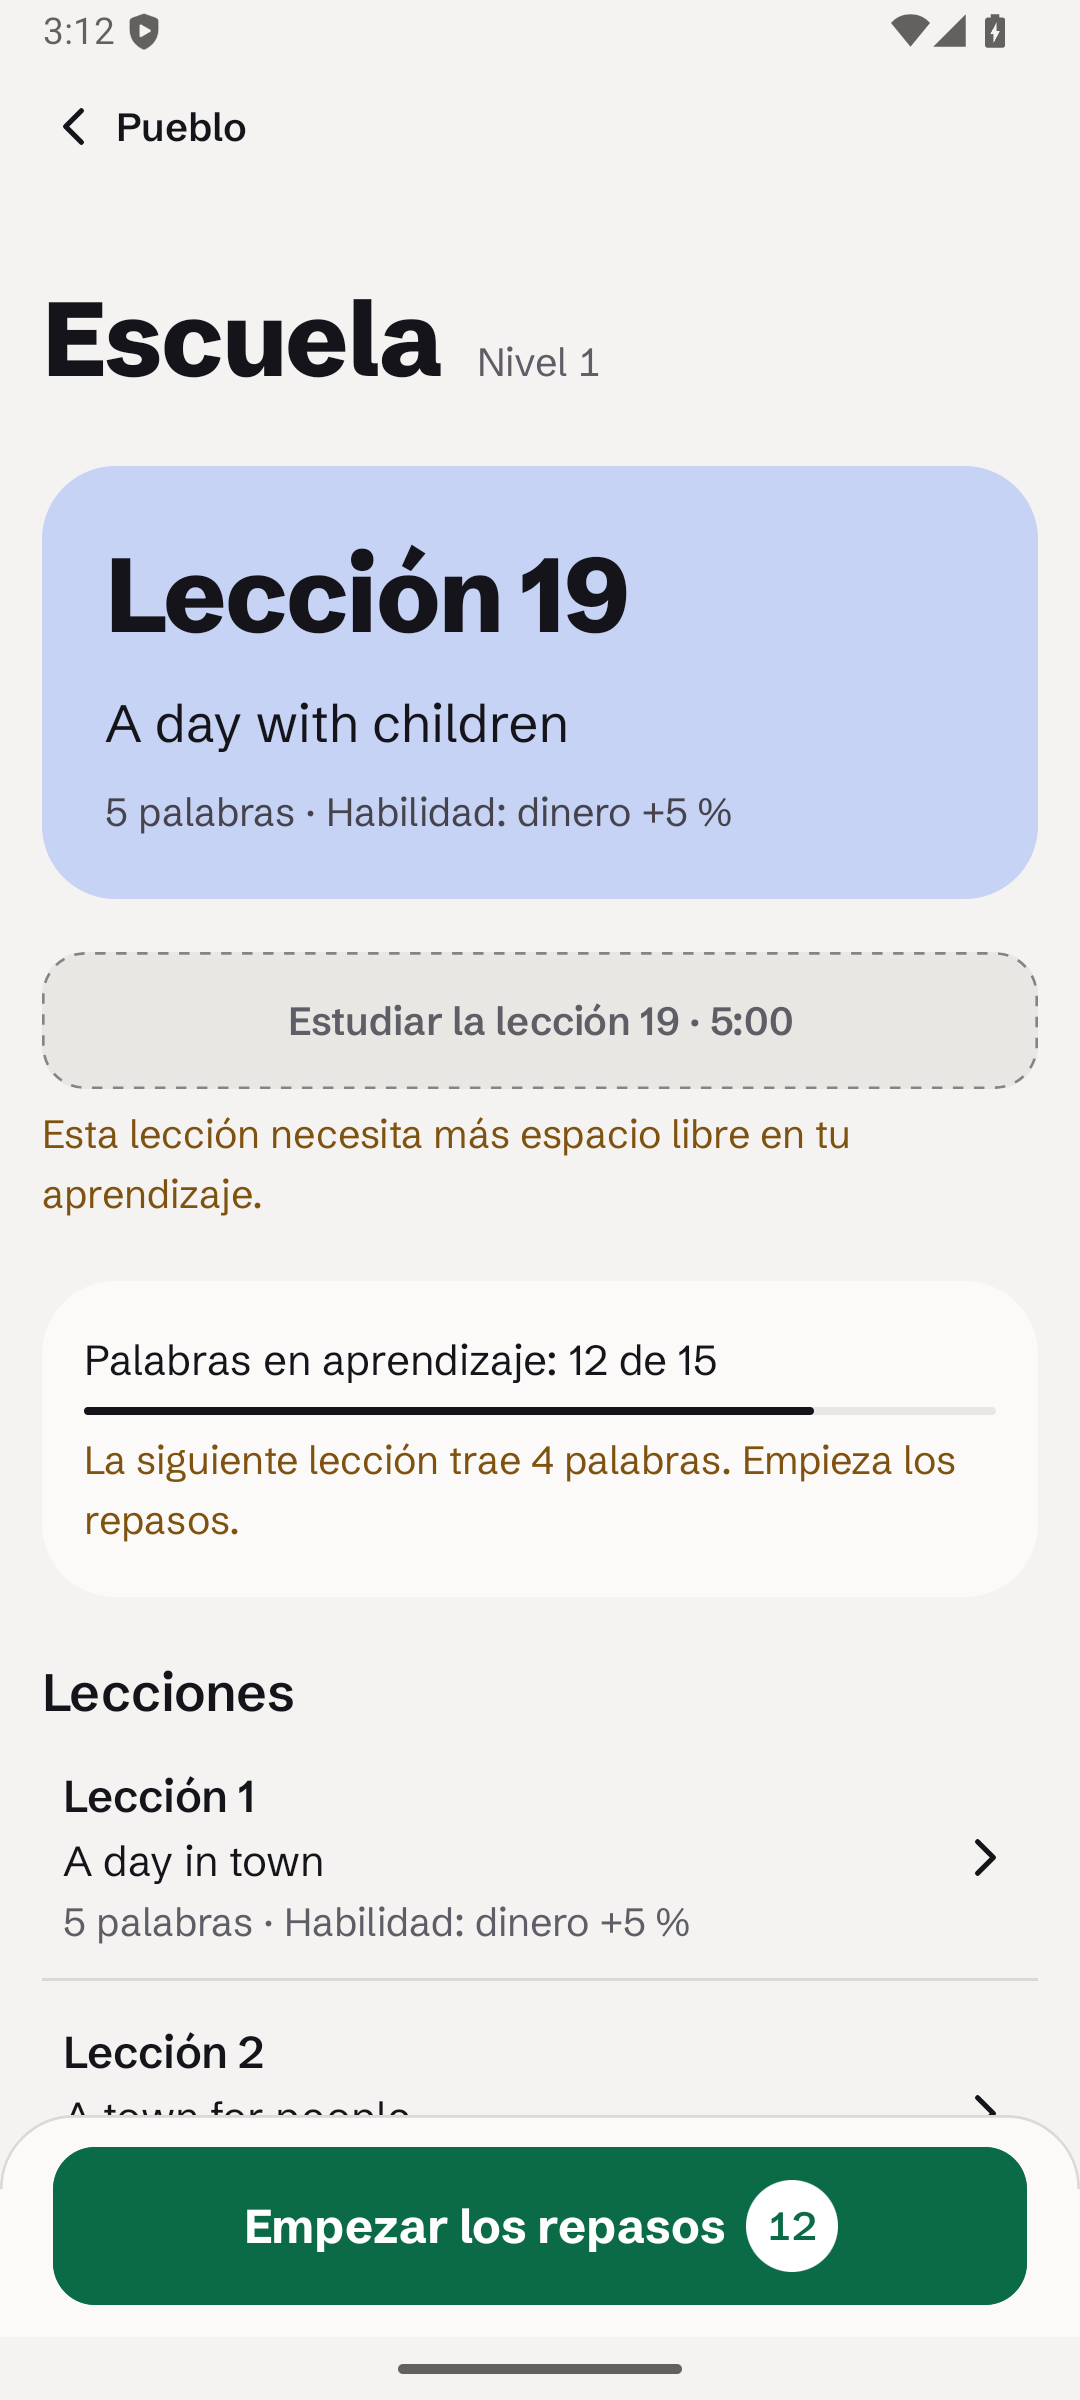 3:12
Pueblo
Escuela Nivel 1
Lección 19
A day with children
5 palabras · Habilidad: dinero +5 %
Estudiar la lección 19 · 5:00
Esta lección necesita más espacio libre en tu
aprendizaje.
Palabras en aprendizaje: 12 de 15
La siguiente lección trae 4 palabras. Empieza los
repasos.
Lecciones
Lección 1
A day in town
5 palabras · Habilidad: dinero +5 %
Lección 2
A town for people
Empezar los repasos 12